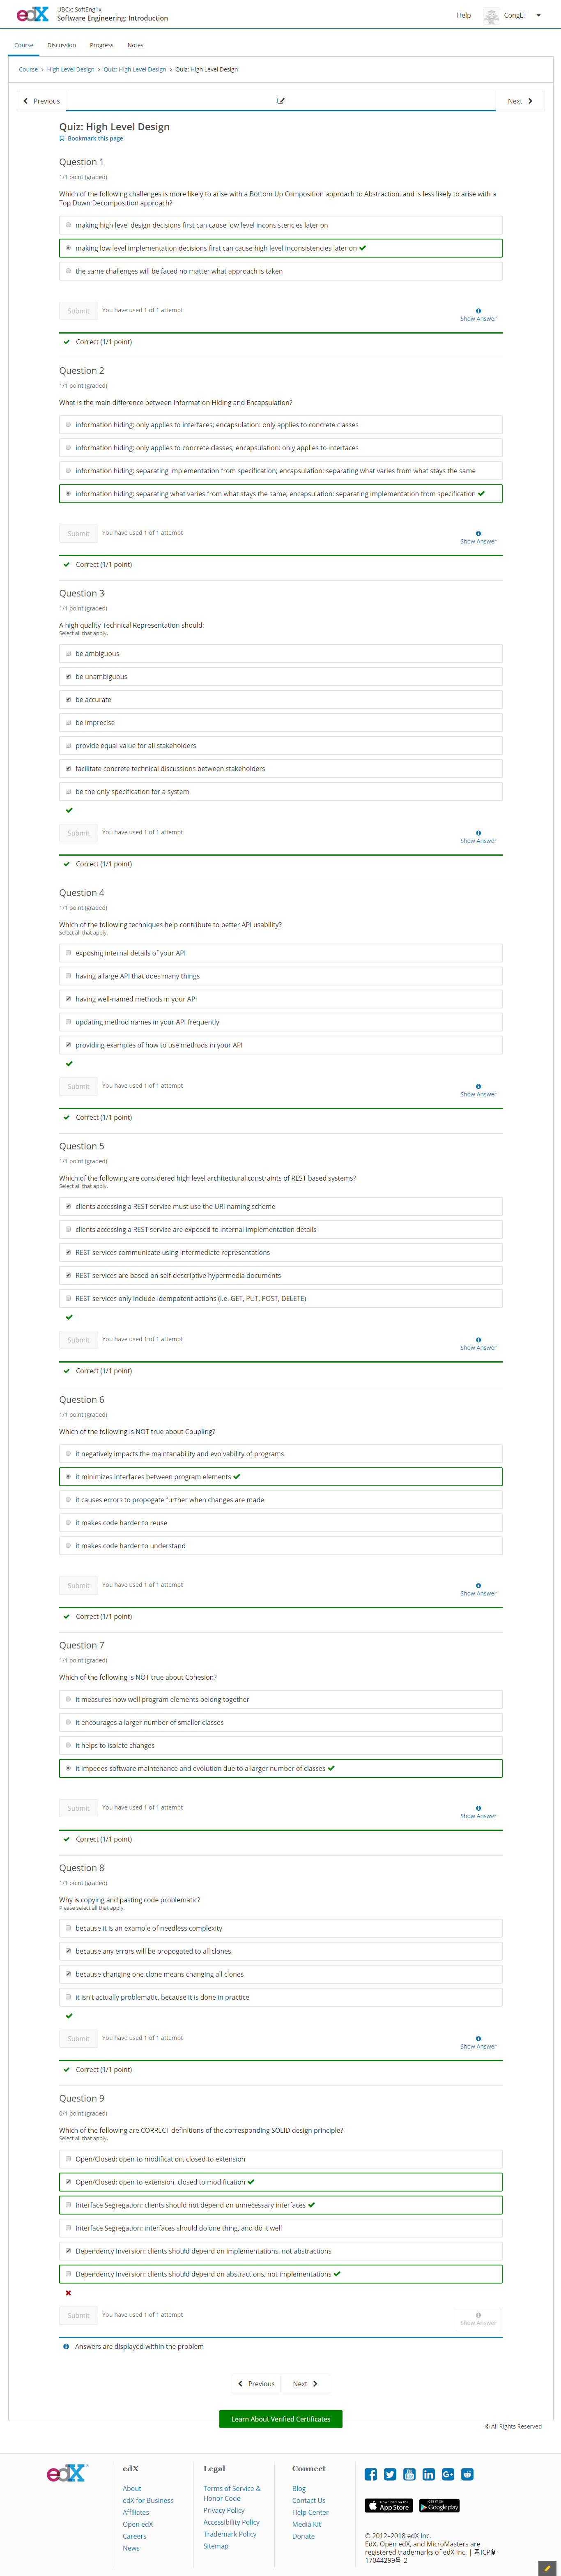 edX
UBCx: SoftEng1x
Software Engineering: Introduction
Help
CongLT
Course
Discussion
Progress
Notes
Course > High Level Design > Quiz: High Level Design > Quiz: High Level Design
Previous
Next
Quiz: High Level Design
Bookmark this page
Question 1
1/1 point (graded)
Which of the following challenges is more likely to arise with a Bottom Up Composition approach to Abstraction, and is less likely to arise with a
Top Down Decomposition approach?
making high level design decisions first can cause low level inconsistencies later on
making low level implementation decisions first can cause high level inconsistencies later on
the same challenges will be faced no matter what approach is taken
Submit
You have used 1 of 1 attempt
Show Answer
Correct (1/1 point)
Question 2
1/1 point (graded)
What is the main difference between Information Hiding and Encapsulation?
information hiding: only applies to interfaces; encapsulation: only applies to concrete classes
information hiding: only applies to concrete classes; encapsulation: only applies to interfaces
information hiding: separating implementation from specification; encapsulation: separating what varies from what stays the same
information hiding: separating what varies from what stays the same; encapsulation: separating implementation from specification
Submit
You have used 1 of 1 attempt
Show Answer
Correct (1/1 point)
Question 3
1/1 point (graded)
A high quality Technical Representation should:
Select all that apply.
be ambiguous
be unambiguous
be accurate
be imprecise
provide equal value for all stakeholders
facilitate concrete technical discussions between stakeholders
be the only specification for a system
Submit
You have used 1 of 1 attempt
Show Answer
Correct (1/1 point)
Question 4
1/1 point (graded)
Which of the following techniques help contribute to better API usability?
Select all that apply.
exposing internal details of your API
having a large API that does many things
having well-named methods in your API
updating method names in your API frequently
providing examples of how to use methods in your API
Submit
You have used 1 of 1 attempt
Show Answer
Correct (1/1 point)
Question 5
1/1 point (graded)
Which of the following are considered high level architectural constraints of REST based systems?
Select all that apply.
clients accessing a REST service must use the URI naming scheme
clients accessing a REST service are exposed to internal implementation details
REST services communicate using intermediate representations
REST services are based on self-descriptive hypermedia documents
REST services only include idempotent actions (i.e. GET, PUT, POST, DELETE)
Submit
You have used 1 of 1 attempt
Show Answer
Correct (1/1 point)
Question 6
1/1 point (graded)
Which of the following is NOT true about Coupling?
it negatively impacts the maintanability and evolvability of programs
it minimizes interfaces between program elements
it causes errors to propogate further when changes are made
it makes code harder to reuse
it makes code harder to understand
Submit
You have used 1 of 1 attempt
Show Answer
Correct (1/1 point)
Question 7
1/1 point (graded)
Which of the following is NOT true about Cohesion?
it measures how well program elements belong together
it encourages a larger number of smaller classes
it helps to isolate changes
it impedes software maintenance and evolution due to a larger number of classes
Submit
You have used 1 of 1 attempt
Show Answer
Correct (1/1 point)
Question 8
1/1 point (graded)
Why is copying and pasting code problematic?
Please select all that apply.
because it is an example of needless complexity
because any errors will be propogated to all clones
because changing one clone means changing all clones
it isn't actually problematic, because it is done in practice
Submit
You have used 1 of 1 attempt
Show Answer
Correct (1/1 point)
Question 9
0/1 point (graded)
Which of the following are CORRECT definitions of the corresponding SOLID design principle?
Select all that apply.
Open/Closed: open to modification, closed to extension
Open/Closed: open to extension, closed to modification
Interface Segregation: clients should not depend on unnecessary interfaces
Interface Segregation: interfaces should do one thing, and do it well
Dependency Inversion: clients should depend on implementations, not abstractions
Dependency Inversion: clients should depend on abstractions, not implementations
Submit
You have used 1 of 1 attempt
Show Answer
Answers are displayed within the problem
Previous
Next
Learn About Verified Certificates
© All Rights Reserved
edX
edX
About
edX for Business
Affiliates
Open edX
Careers
News
Legal
Terms of Service &
Honor Code
Privacy Policy
Accessibility Policy
Trademark Policy
Sitemap
Connect
Blog
Contact Us
Help Center
Media Kit
Donate
Download on the
App Store
GET IT ON
Google play
© 2012–2018 edX Inc.
EdX, Open edX, and MicroMasters are
registered trademarks of edX Inc. | 粤ICP备
17044299号-2